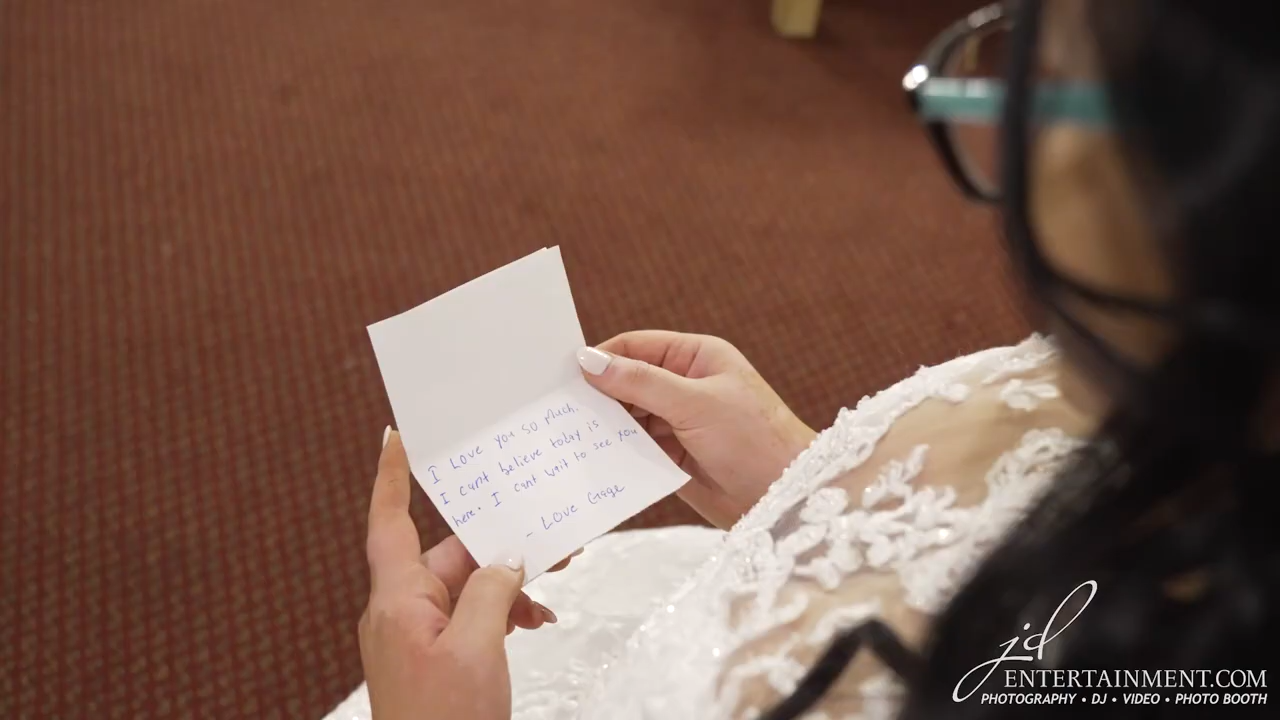 I Love you so much.
I cant believe today is
here. I cant wait to see you
- Love Gage
jd
ENTERTAINMENT.COM
PHOTOGRAPHY • DJ • VIDEO • PHOTO BOOTH